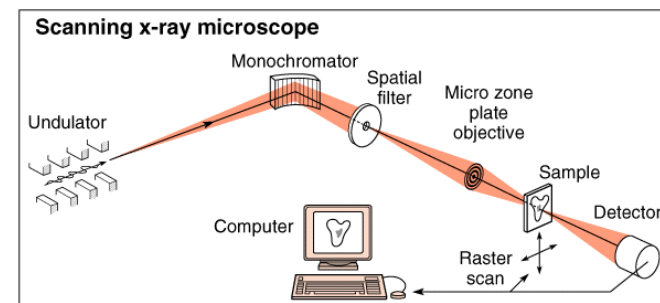 Scanning x-ray microscope
Monochromator
Spatial
filter
Micro zone
plate
objective
Undulator
Sample
Detector
Computer
Raster
scan